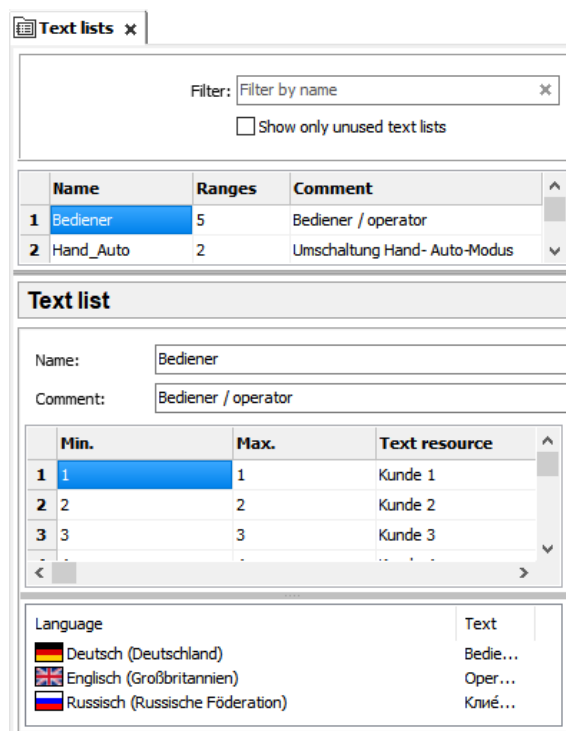 Text lists
Filter: Filter by name
Show only unused text lists
Name Ranges Comment
1 Bediener 5 Bediener / operator
2 Hand_Auto 2 Umschaltung Hand- Auto-Modus
Text list
Name: Bediener
Comment: Bediener / operator
Min. Max. Text resource
1 1 1 Kunde 1
2 2 2 Kunde 2
3 3 3 Kunde 3
Language Text
Deutsch (Deutschland) Bedie...
Englisch (Großbritannien) Oper...
Russisch (Russische Föderation) Клиé...